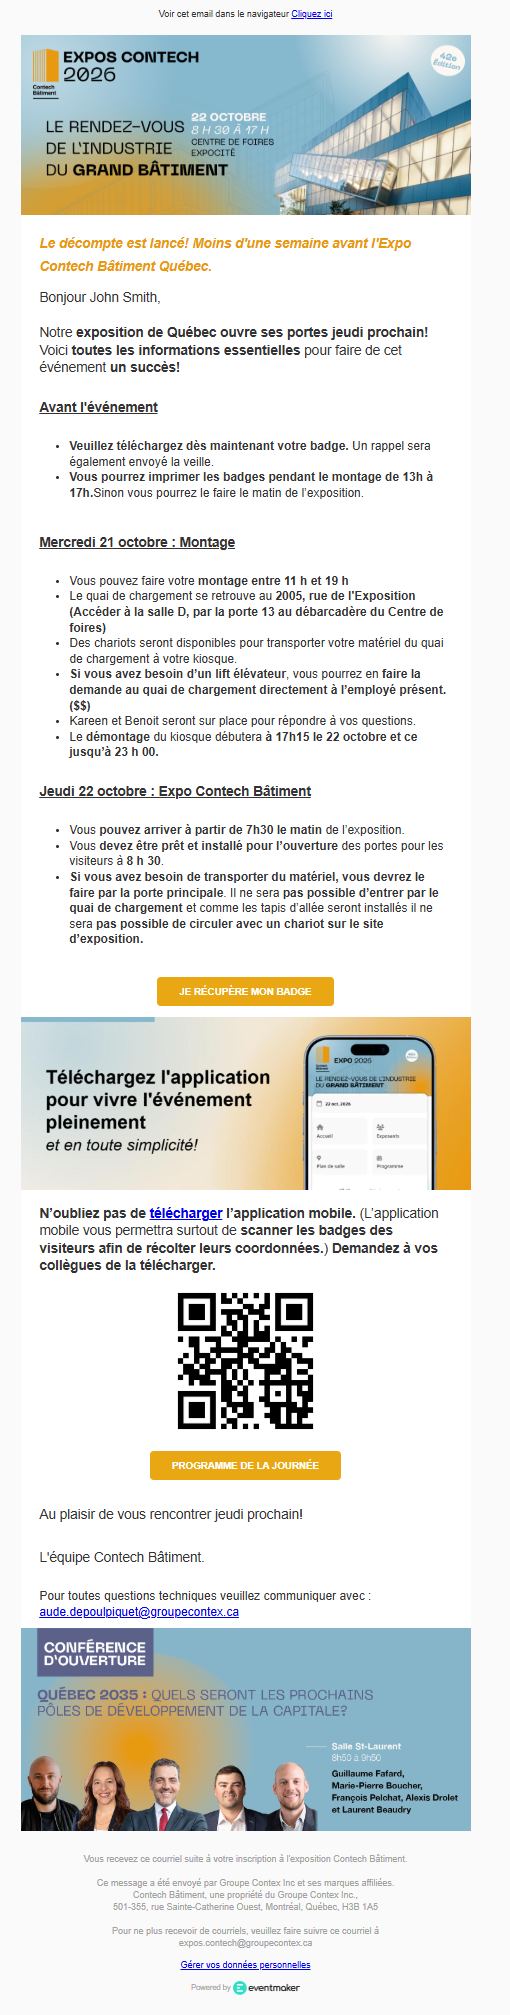 Voir cet email dans le navigateur Cliquez ici
EXPOS CONTECH
2026
Contech
Bâtiment
42e
Édition
22 OCTOBRE
8 H 30 À 17 H
CENTRE DE FOIRES
EXPOCITÉ
LE RENDEZ-VOUS
DE L'INDUSTRIE
DU GRAND BÂTIMENT
Le décompte est lancé! Moins d'une semaine avant l'Expo
Contech Bâtiment Québec.
Bonjour John Smith,
Notre exposition de Québec ouvre ses portes jeudi prochain!
Voici toutes les informations essentielles pour faire de cet
événement un succès!
Avant l'événement
• Veuillez téléchargez dès maintenant votre badge. Un rappel sera
également envoyé la veille.
• Vous pourrez imprimer les badges pendant le montage de 13h à
17h.Sinon vous pourrez le faire le matin de l'exposition.
Mercredi 21 octobre : Montage
• Vous pouvez faire votre montage entre 11 h et 19 h
• Le quai de chargement se retrouve au 2005, rue de l'Exposition
(Accéder à la salle D, par la porte 13 au débarcadère du Centre de
foires)
• Des chariots seront disponibles pour transporter votre matériel du quai
de chargement à votre kiosque.
• Si vous avez besoin d'un lift élévateur, vous pourrez en faire la
demande au quai de chargement directement à l'employé présent.
($$)
• Kareen et Benoit seront sur place pour répondre à vos questions.
• Le démontage du kiosque débutera à 17h15 le 22 octobre et ce
jusqu'à 23 h 00.
Jeudi 22 octobre : Expo Contech Bâtiment
• Vous pouvez arriver à partir de 7h30 le matin de l'exposition.
• Vous devez être prêt et installé pour l'ouverture des portes pour les
visiteurs à 8 h 30.
• Si vous avez besoin de transporter du matériel, vous devrez le
faire par la porte principale. Il ne sera pas possible d'entrer par le
quai de chargement et comme les tapis d'allée seront installés il ne
sera pas possible de circuler avec un chariot sur le site
d'exposition.
JE RÉCUPÈRE MON BADGE
Téléchargez l'application
pour vivre l'événement
pleinement
et en toute simplicité!
EXPO 2025
LE RENDEZ-VOUS DE L'INDUSTRIE
DU GRAND BÂTIMENT
22 oct. 2026
Accueil
Exposants
Plan de salle
Programme
N'oubliez pas de télécharger l'application mobile. (L'application
mobile vous permettra surtout de scanner les badges des
visiteurs afin de récolter leurs coordonnées.) Demandez à vos
collègues de la télécharger.
PROGRAMME DE LA JOURNÉE
Au plaisir de vous rencontrer jeudi prochain!
L'équipe Contech Bâtiment.
Pour toutes questions techniques veuillez communiquer avec :
aude.depoulpiquet@groupecontex.ca
CONFÉRENCE
D'OUVERTURE
QUÉBEC 2035 : QUELS SERONT LES PROCHAINS
PÔLES DE DÉVELOPPEMENT DE LA CAPITALE?
Salle St-Laurent
8h50 à 9h50
Guillaume Fafard,
Marie-Pierre Boucher,
François Pelchat, Alexis Drolet
et Laurent Beaudry
Vous recevez ce courriel suite à votre inscription à l'exposition Contech Bâtiment.
Ce message a été envoyé par Groupe Contex Inc et ses marques affiliées.
Contech Bâtiment, une propriété du Groupe Contex Inc.,
501-355, rue Sainte-Catherine Ouest, Montréal, Québec, H3B 1A5
Pour ne plus recevoir de courriels, veuillez faire suivre ce courriel à
expos.contech@groupecontex.ca
Gérer vos données personnelles
Powered by eventmaker